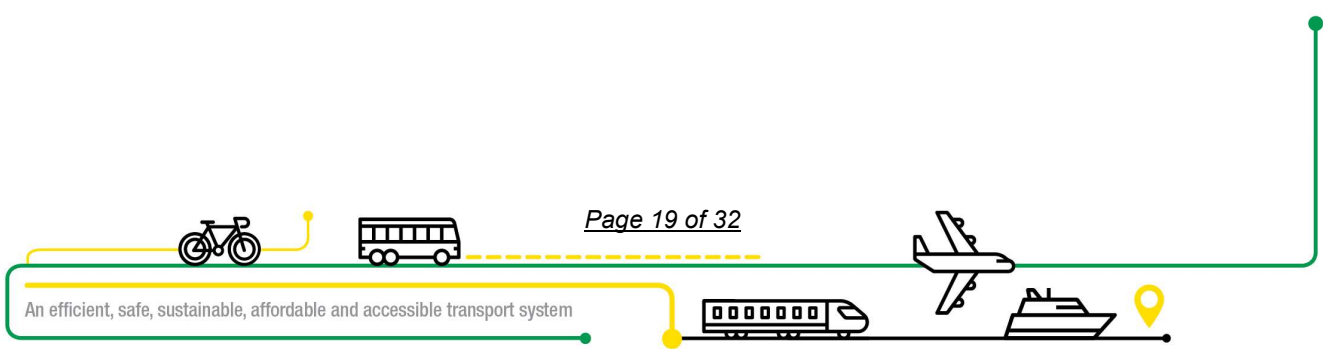 Page 19 of 32
An efficient, safe, sustainable, affordable and accessible transport system